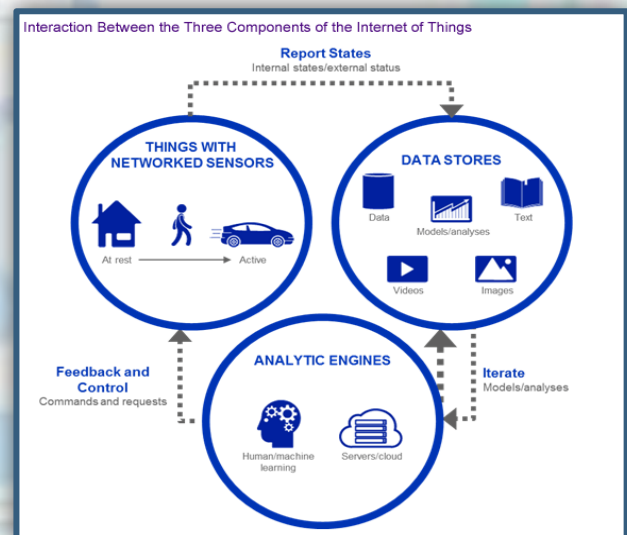 Interaction Between the Three Components of the Internet of Things
Report States
Internal states/external status
THINGS WITH
NETWORKED SENSORS
At rest
Active
DATA STORES
Data
Models/analyses
Text
Videos
Images
Feedback and
Control
Commands and requests
ANALYTIC ENGINES
Human/machine
learning
Servers/cloud
Iterate
Models/analyses